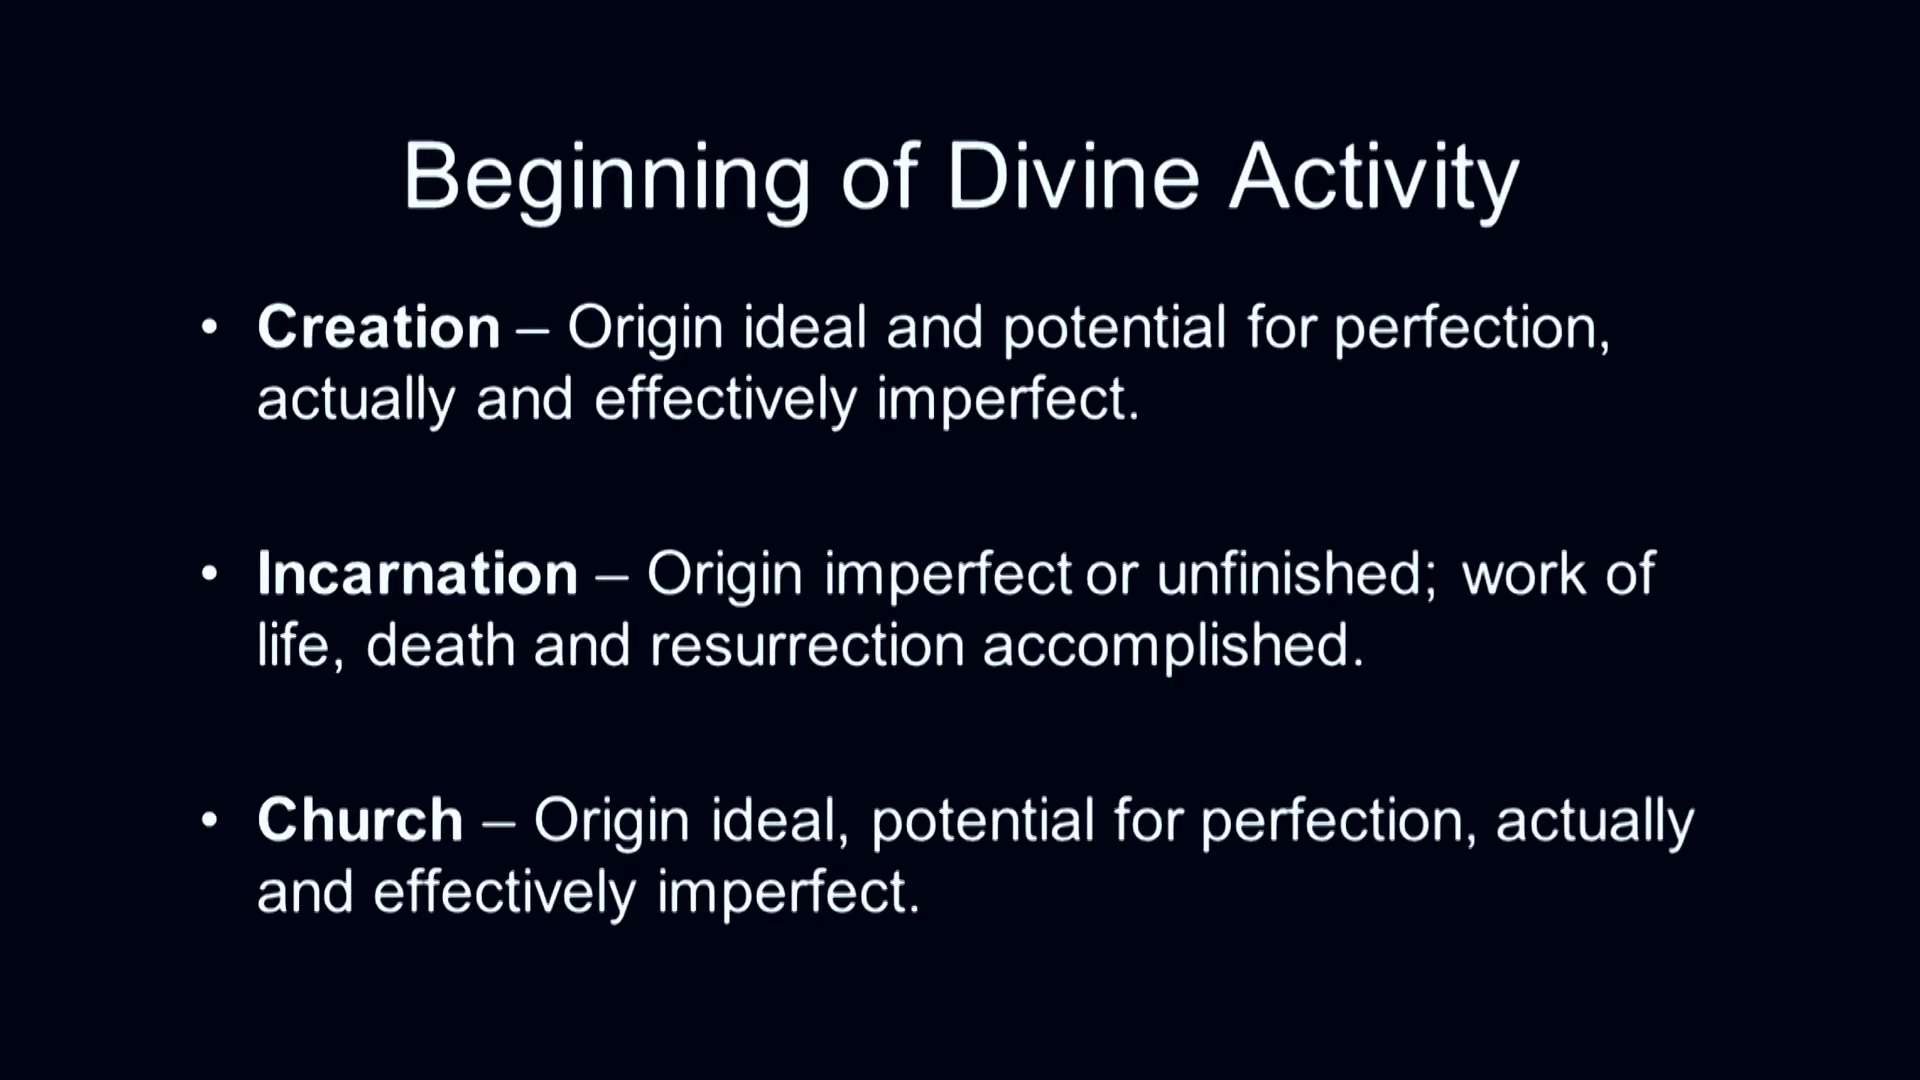 Beginning of Divine Activity
• Creation – Origin ideal and potential for perfection,
actually and effectively imperfect.
• Incarnation – Origin imperfect or unfinished; work of
life, death and resurrection accomplished.
• Church – Origin ideal, potential for perfection, actually
and effectively imperfect.